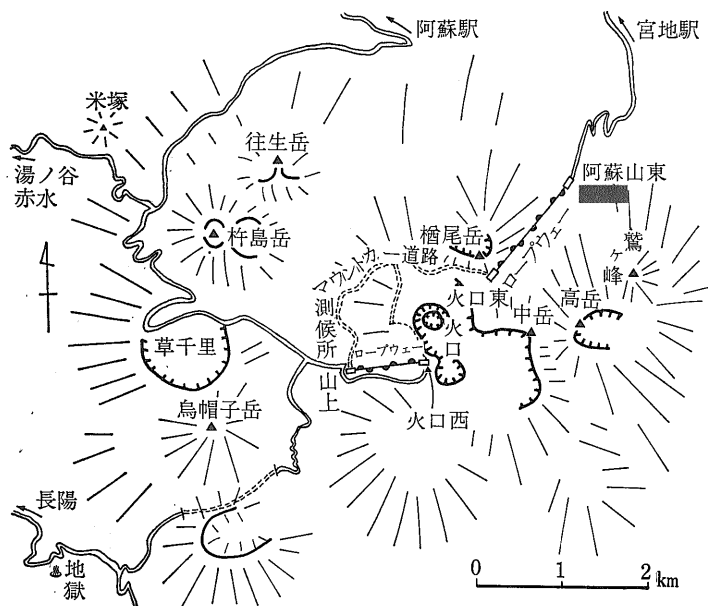 阿蘇駅
宮地駅
米塚
往生岳
湯ノ谷
赤水
阿蘇山東
杵島岳
楢尾岳
ロープウェー
鷲ヶ峰
マウントカー道路
火口東
中岳
高岳
測候所
火口
草千里
ロープウェー
山上
烏帽子岳
火口西
長陽
地獄
0 1 2 km